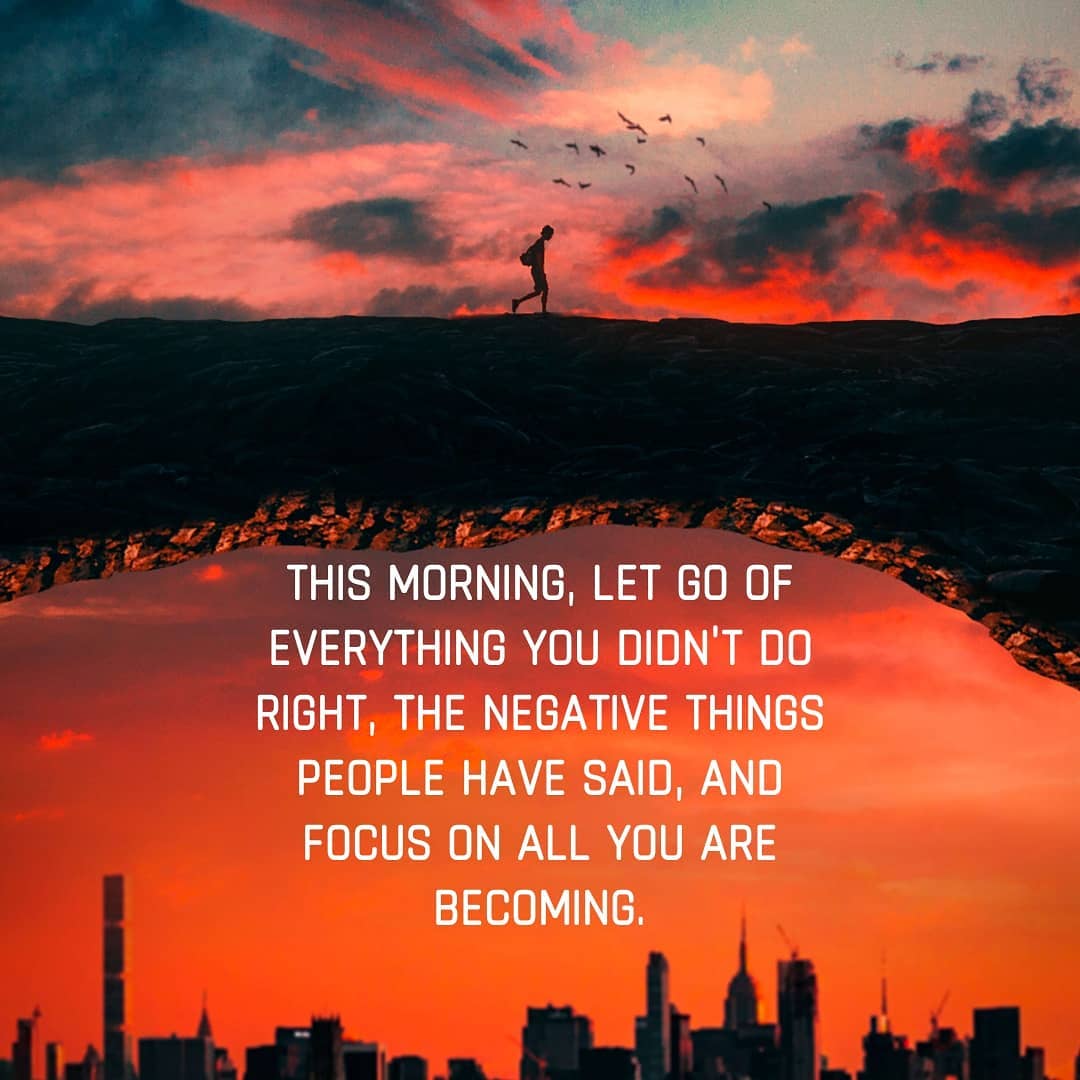 THIS MORNING, LET GO OF
EVERYTHING YOU DIDN'T DO
RIGHT, THE NEGATIVE THINGS
PEOPLE HAVE SAID, AND
FOCUS ON ALL YOU ARE
BECOMING.